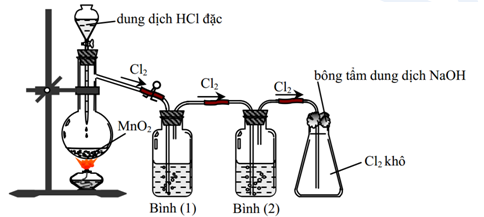 dung dịch HCl đặc
Cl2
Cl2
Cl2
bông tẩm dung dịch NaOH
MnO2
Cl2 khô
Bình (1)
Bình (2)